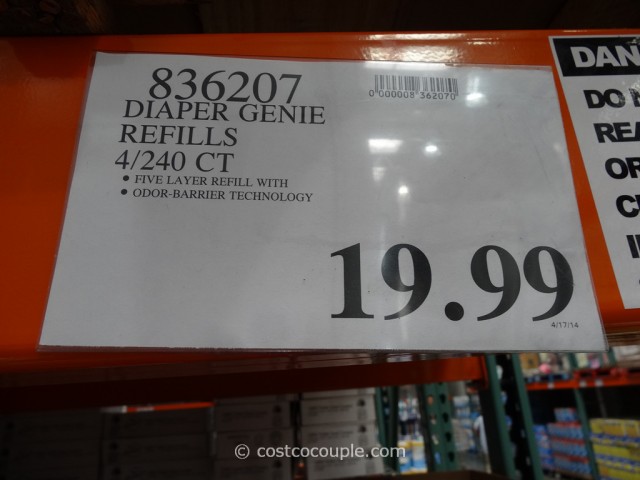 836207
0 000008 362070
DIAPER GENIE
REFILLS
4/240 CT
• FIVE LAYER REFILL WITH
• ODOR-BARRIER TECHNOLOGY
19.99
4/17/14
DAN
DO
REA
OR
© costcocouple.com